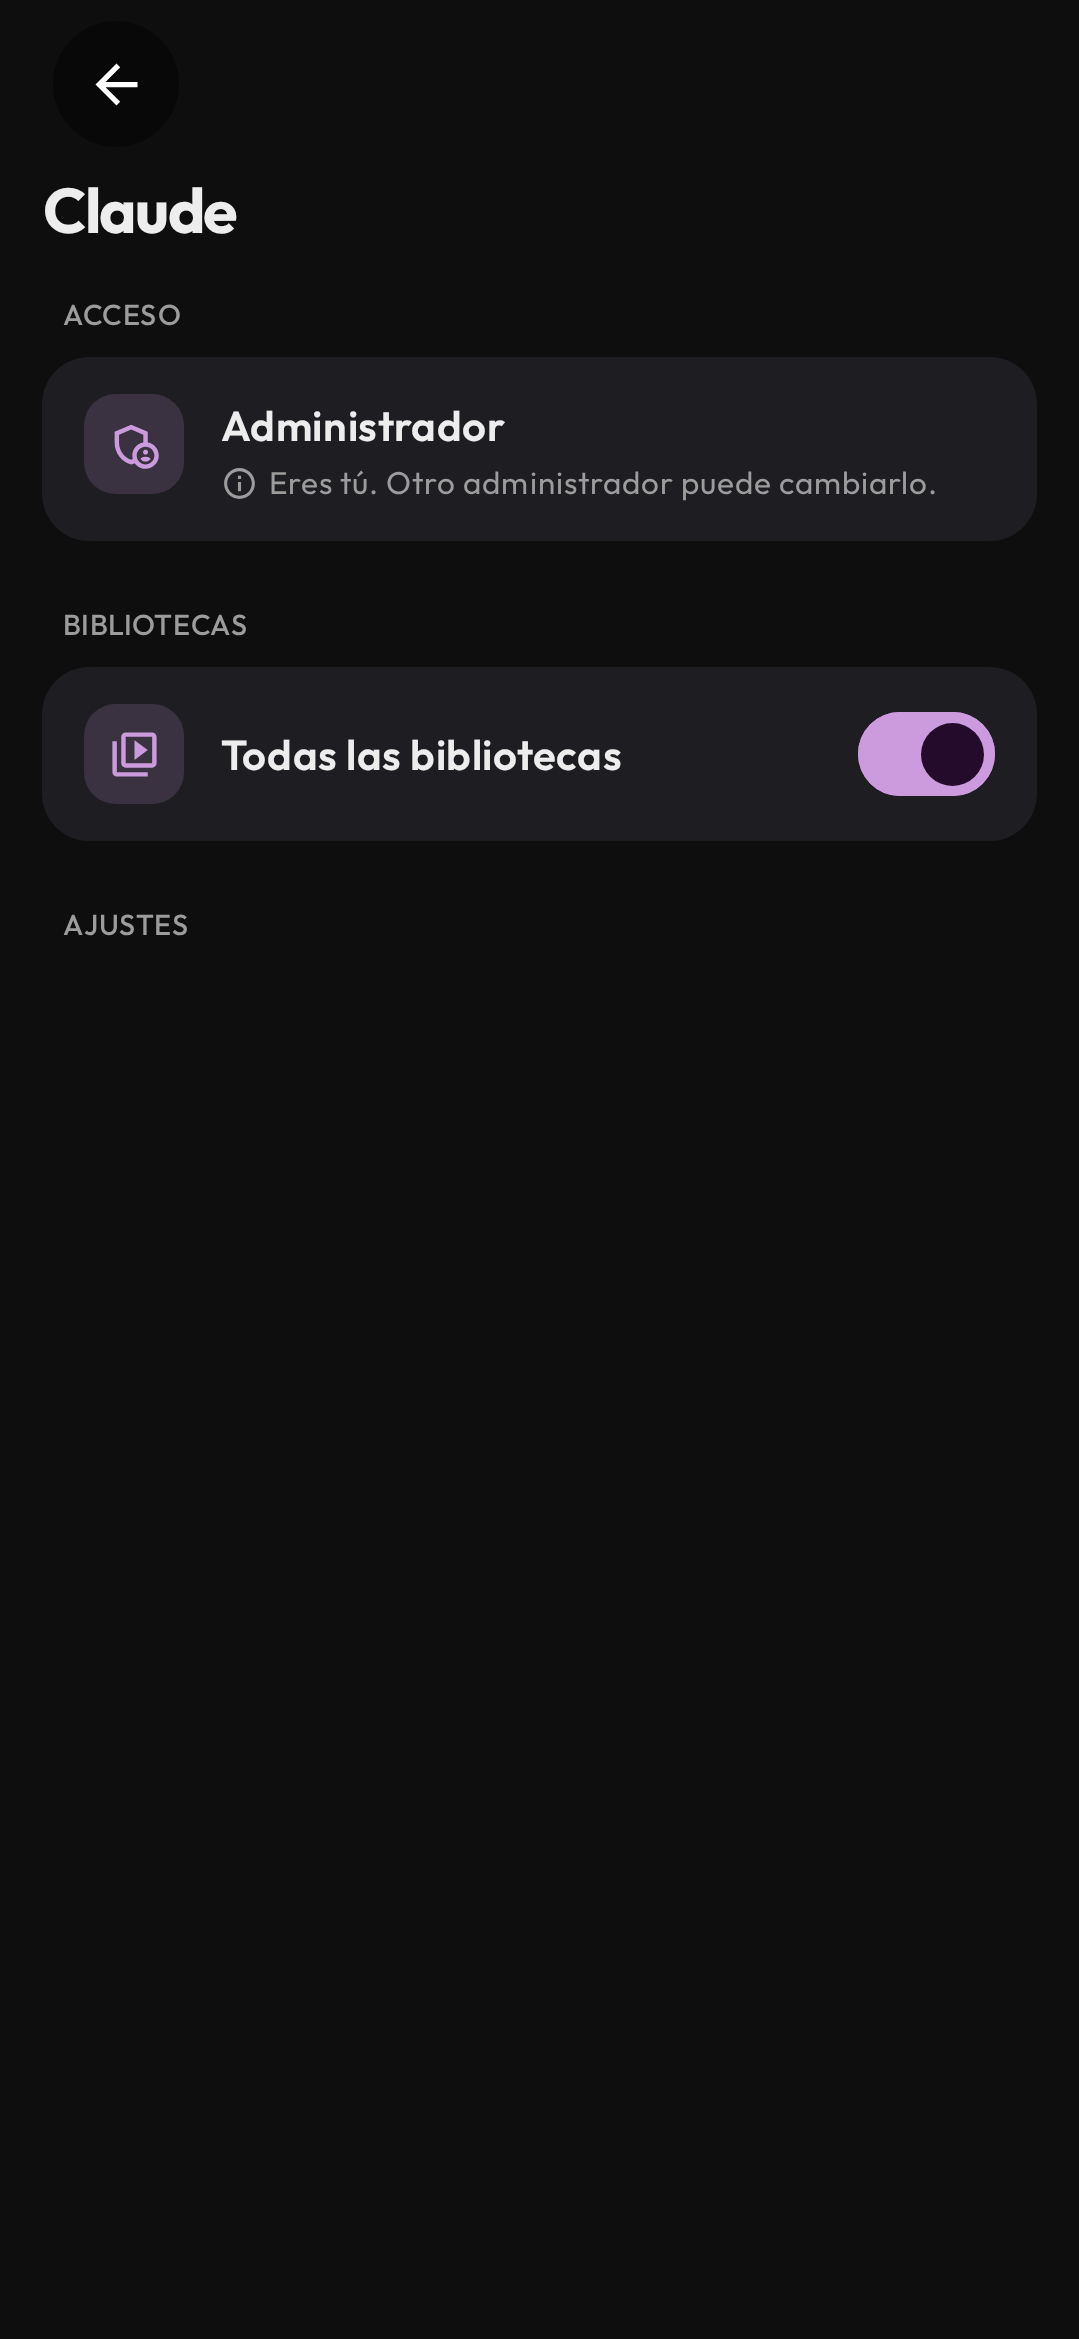 Claude
ACCESO
Administrador
Eres tú. Otro administrador puede cambiarlo.
BIBLIOTECAS
Todas las bibliotecas
AJUSTES